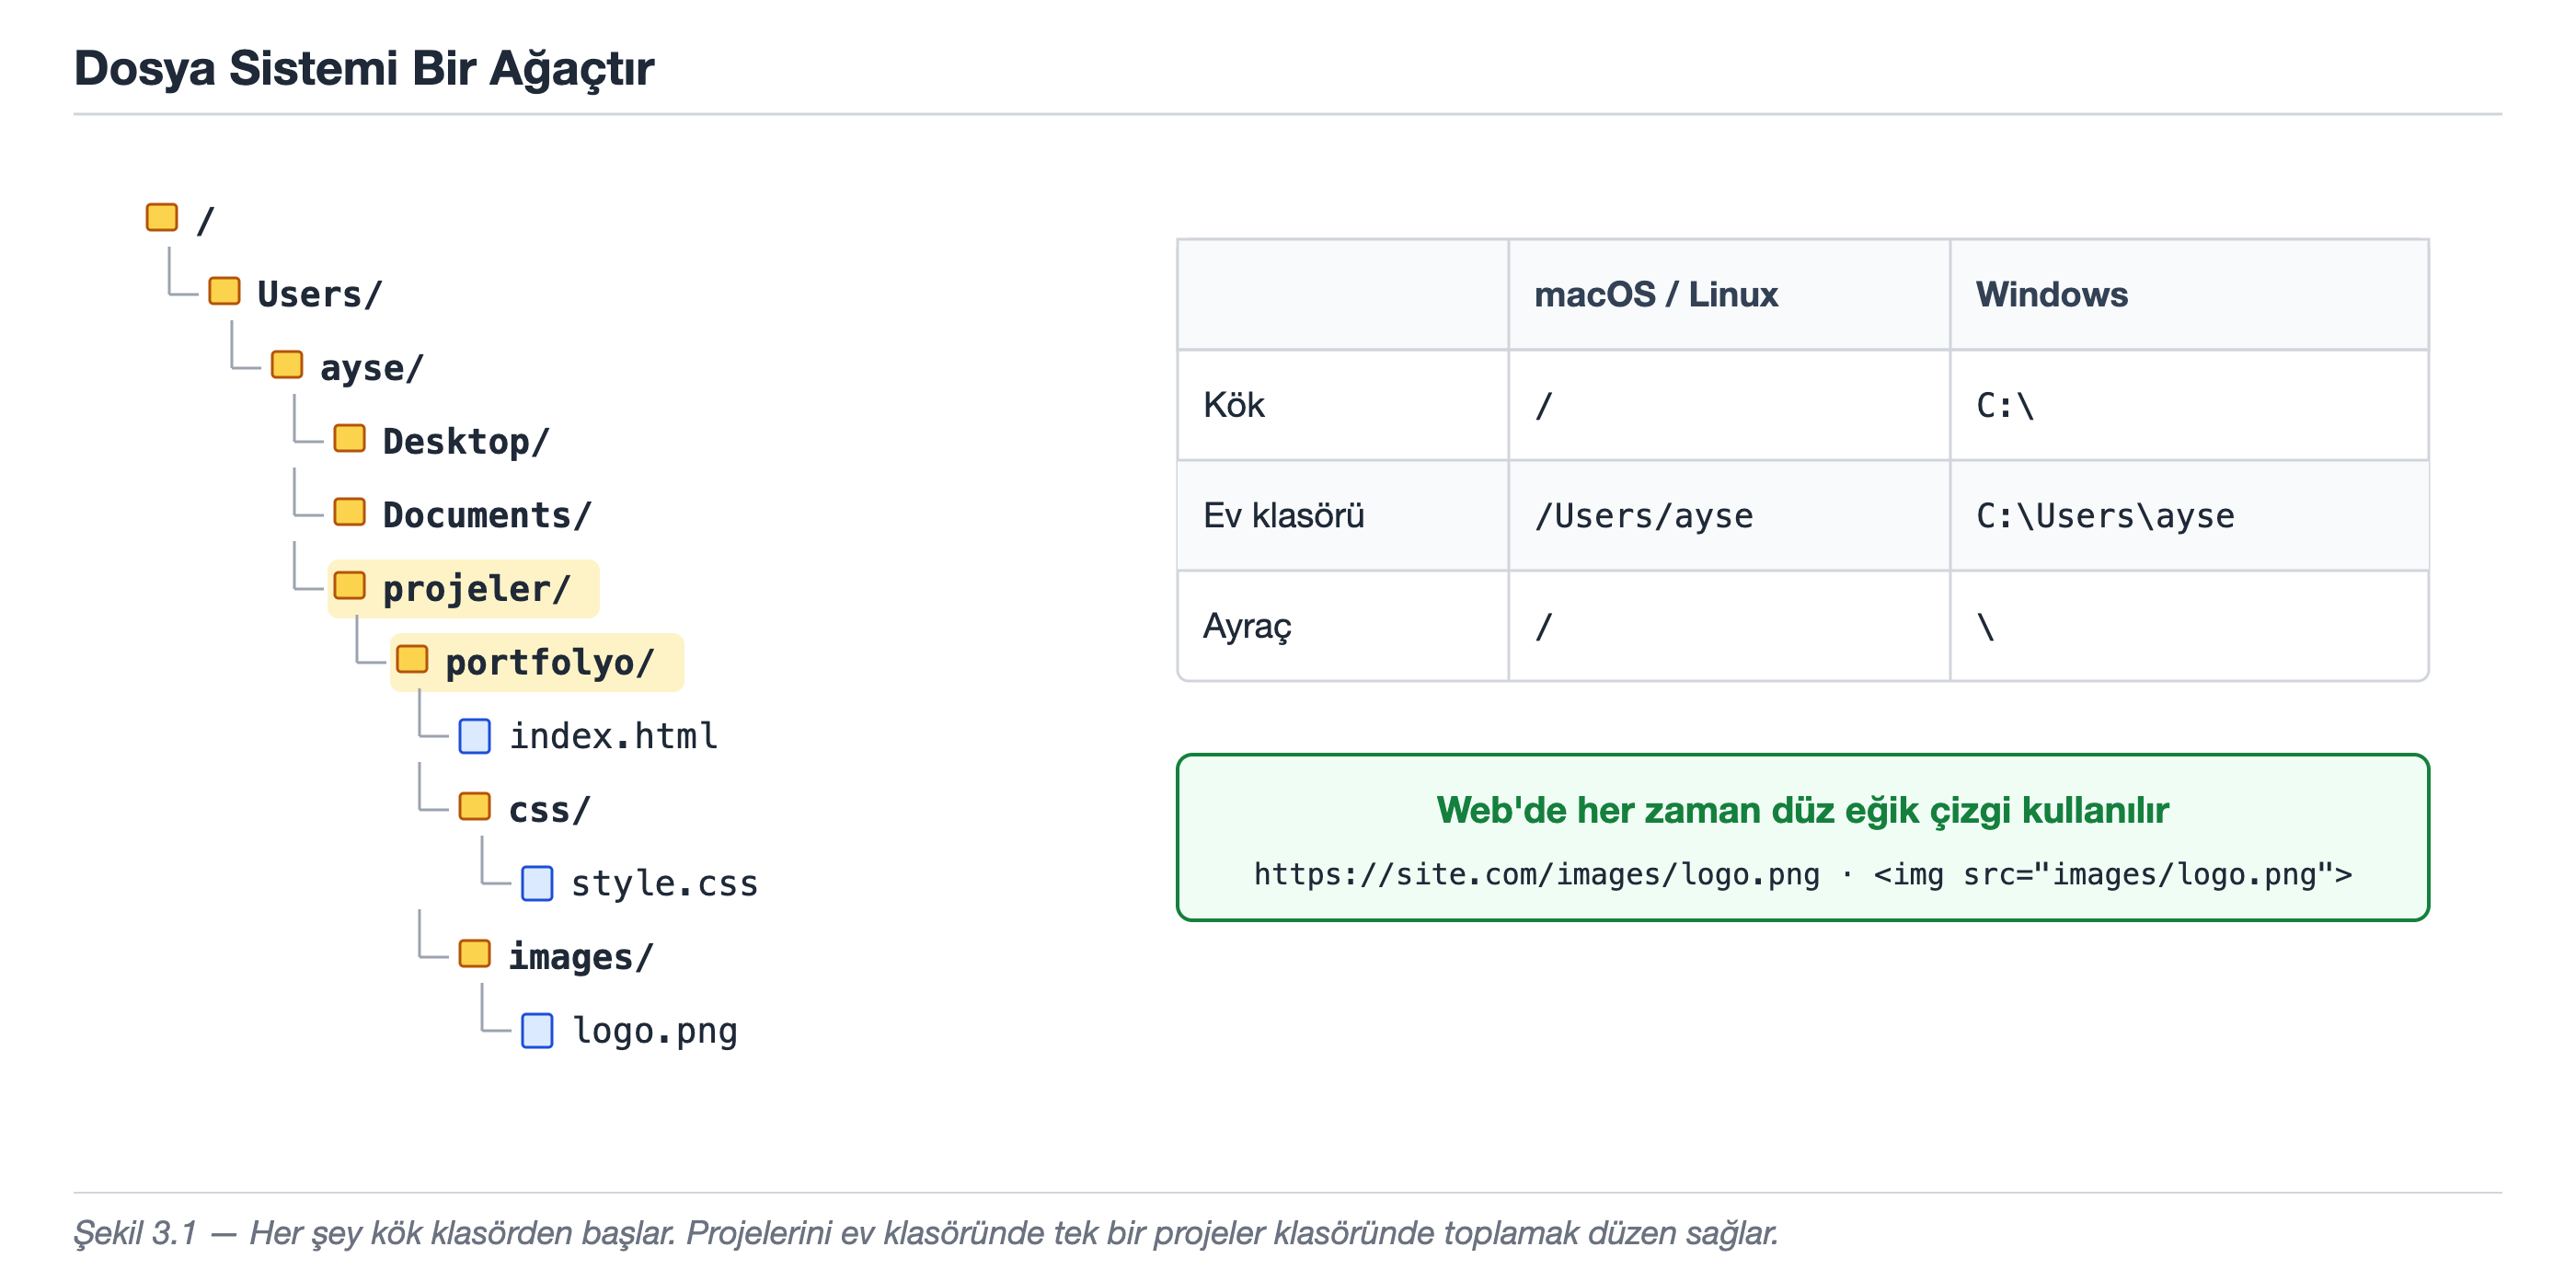 Dosya Sistemi Bir Ağaçtır
/
Users/
ayse/
Desktop/
Documents/
projeler/
portfolyo/
index.html
css/
style.css
images/
logo.png
macOS / Linux Windows
Kök / C:\
Ev klasörü /Users/ayse C:\Users\ayse
Ayraç / \
Web'de her zaman düz eğik çizgi kullanılır
https://site.com/images/logo.png · <img src="images/logo.png">
Şekil 3.1 — Her şey kök klasörden başlar. Projelerini ev klasöründe tek bir projeler klasöründe toplamak düzen sağlar.